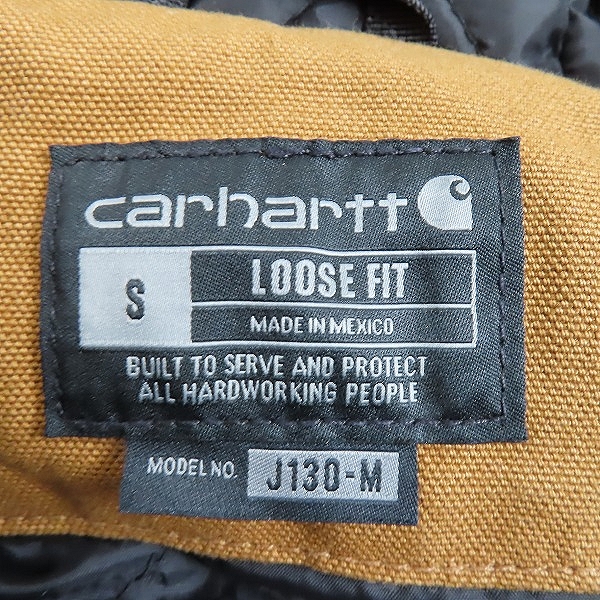 carhartt
S
LOOSE FIT
MADE IN MEXICO
BUILT TO SERVE AND PROTECT
ALL HARDWORKING PEOPLE
MODEL NO. J130-M